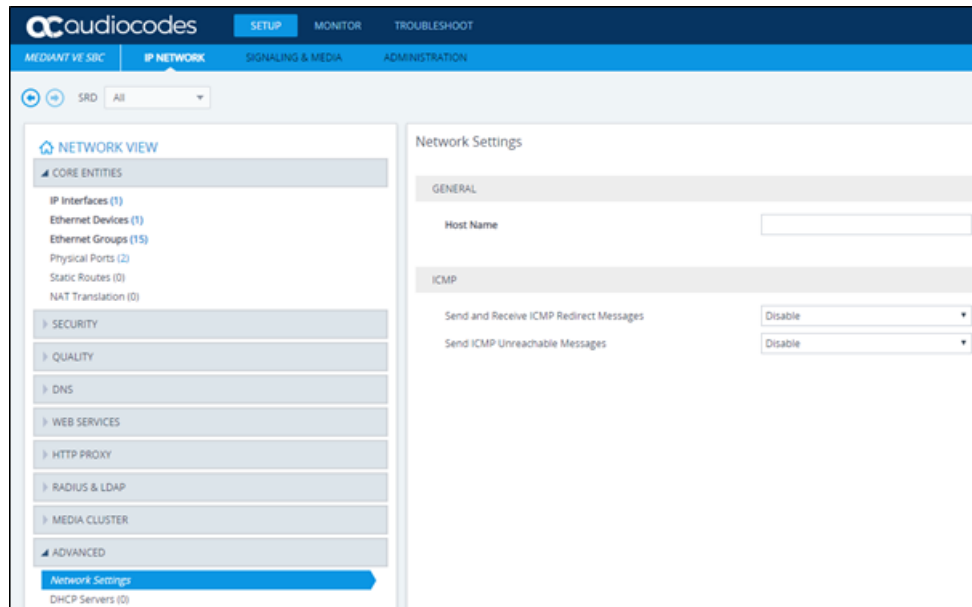 audiocodes SETUP MONITOR TROUBLESHOOT
MEDIANT VE SBC IP NETWORK SIGNALING & MEDIA ADMINISTRATION
SRD All
NETWORK VIEW
CORE ENTITIES
IP Interfaces (1)
Ethernet Devices (1)
Ethernet Groups (15)
Physical Ports (2)
Static Routes (0)
NAT Translation (0)
SECURITY
QUALITY
DNS
WEB SERVICES
HTTP PROXY
RADIUS & LDAP
MEDIA CLUSTER
ADVANCED
Network Settings
DHCP Servers (0)
Network Settings
GENERAL
Host Name
ICMP
Send and Receive ICMP Redirect Messages Disable
Send ICMP Unreachable Messages Disable